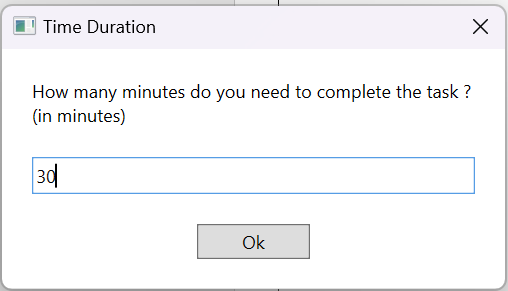 Time Duration
How many minutes do you need to complete the task ?
(in minutes)
30
Ok